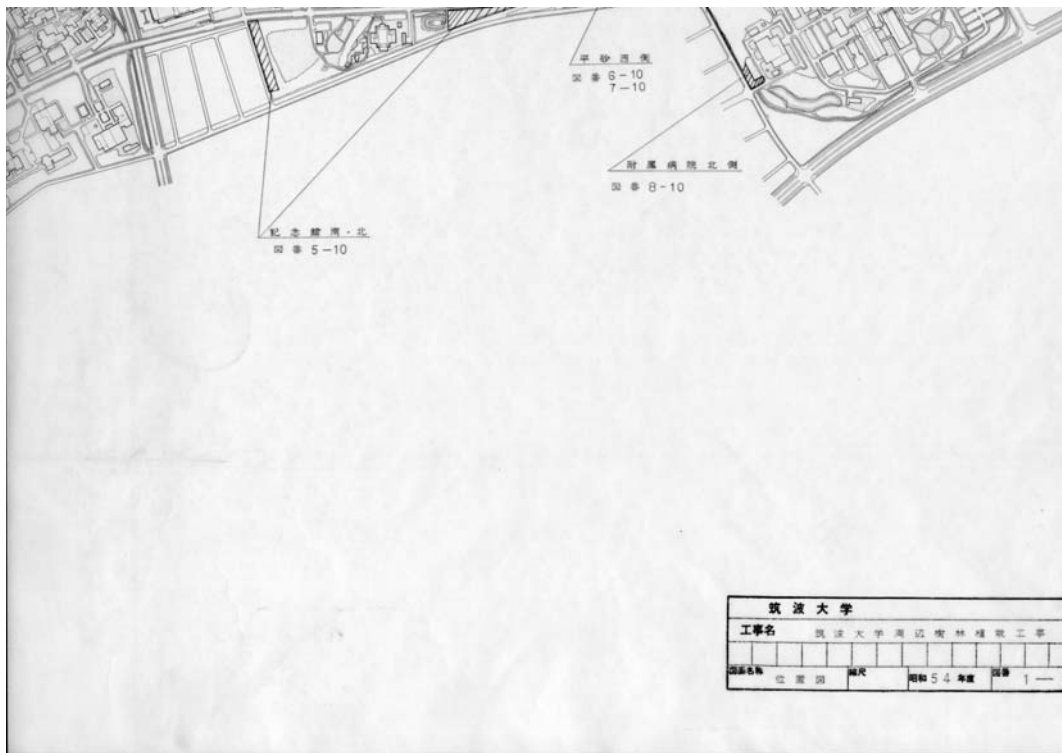 平砂西側
図番 6-10
7-10
附属病院北側
図番 8-10
記念館南・北
図番 5-10
筑波大学
工事名 筑波大学周辺樹林植栽工事
図面名称 位置図 縮尺 昭和54年度 図番 1—